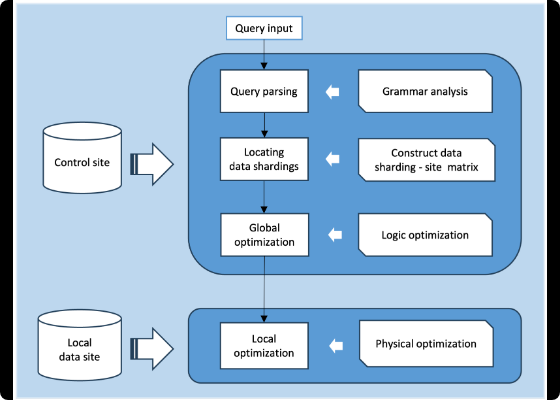 Query input
Query parsing
Grammar analysis
Control site
Locating
data shardings
Construct data
sharding - site matrix
Global
optimization
Logic optimization
Local
data site
Local
optimization
Physical optimization